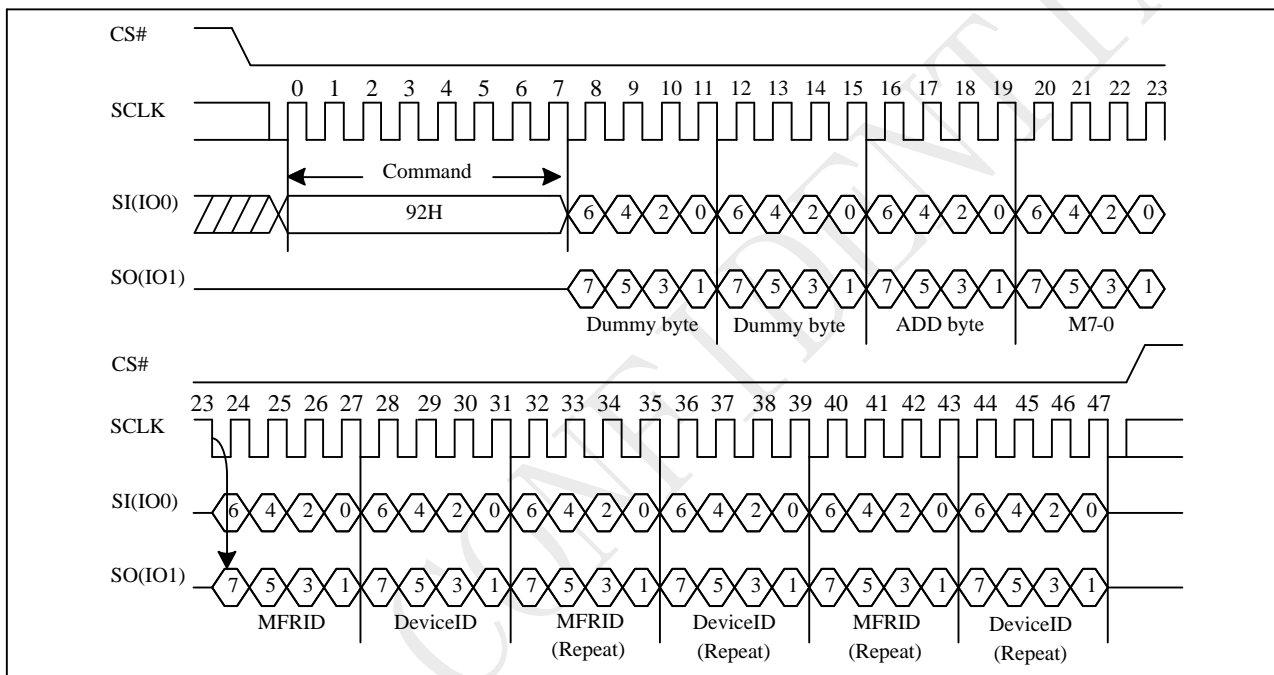 CS#
0 1 2 3 4 5 6 7 8 9 10 11 12 13 14 15 16 17 18 19 20 21 22 23
SCLK
Command
SI(IO0)
92H
6 4 2 0 6 4 2 0 6 4 2 0 6 4 2 0
SO(IO1)
7 5 3 1 7 5 3 1 7 5 3 1 7 5 3 1
Dummy byte Dummy byte ADD byte M7-0
CS#
23 24 25 26 27 28 29 30 31 32 33 34 35 36 37 38 39 40 41 42 43 44 45 46 47
SCLK
SI(IO0)
6 4 2 0 6 4 2 0 6 4 2 0 6 4 2 0 6 4 2 0 6 4 2 0
SO(IO1)
7 5 3 1 7 5 3 1 7 5 3 1 7 5 3 1 7 5 3 1 7 5 3 1
MFRID DeviceID MFRID DeviceID MFRID DeviceID
(Repeat) (Repeat) (Repeat) (Repeat)
CONFIDENTI